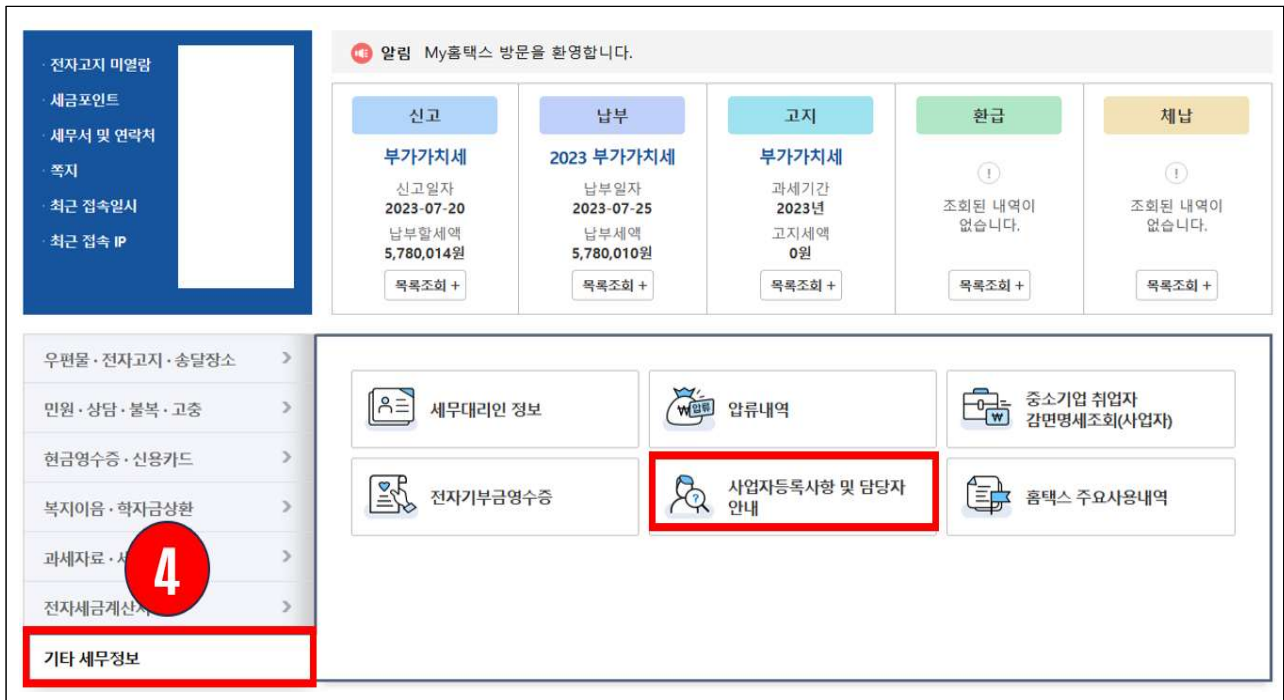 전자고지 미열람
세금포인트
세무서 및 연락처
쪽지
최근 접속일시
최근 접속 IP
알림 My홈택스 방문을 환영합니다.
신고
부가가치세
신고일자
2023-07-20
납부할세액
5,780,014원
목록조회 +
납부
2023 부가가치세
납부일자
2023-07-25
납부세액
5,780,010원
목록조회 +
고지
부가가치세
과세기간
2023년
고지세액
0원
목록조회 +
환급
조회된 내역이
없습니다.
목록조회 +
체납
조회된 내역이
없습니다.
목록조회 +
우편물·전자고지·송달장소
민원·상담·불복·고충
현금영수증·신용카드
복지이음·학자금상환
과세자료·
전자세금계산
4
기타 세무정보
세무대리인 정보
압류
압류내역
중소기업 취업자
감면명세조회(사업자)
전자기부금영수증
사업자등록사항 및 담당자
안내
홈택스 주요사용내역